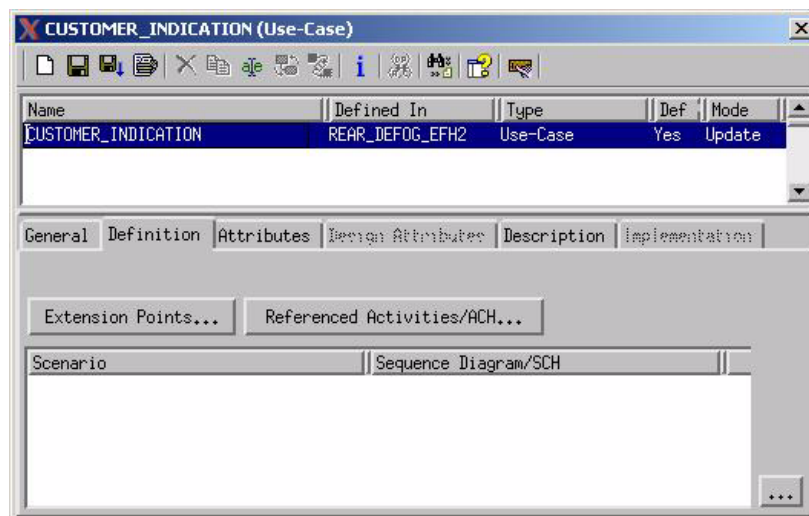 CUSTOMER_INDICATION (Use-Case)
Name Defined In Type Def Mode
CUSTOMER_INDICATION REAR_DEFOG_EFH2 Use-Case Yes Update
General Definition Attributes Design Attributes Description Implementation
Extension Points... Referenced Activities/ACH...
Scenario Sequence Diagram/SCH
...